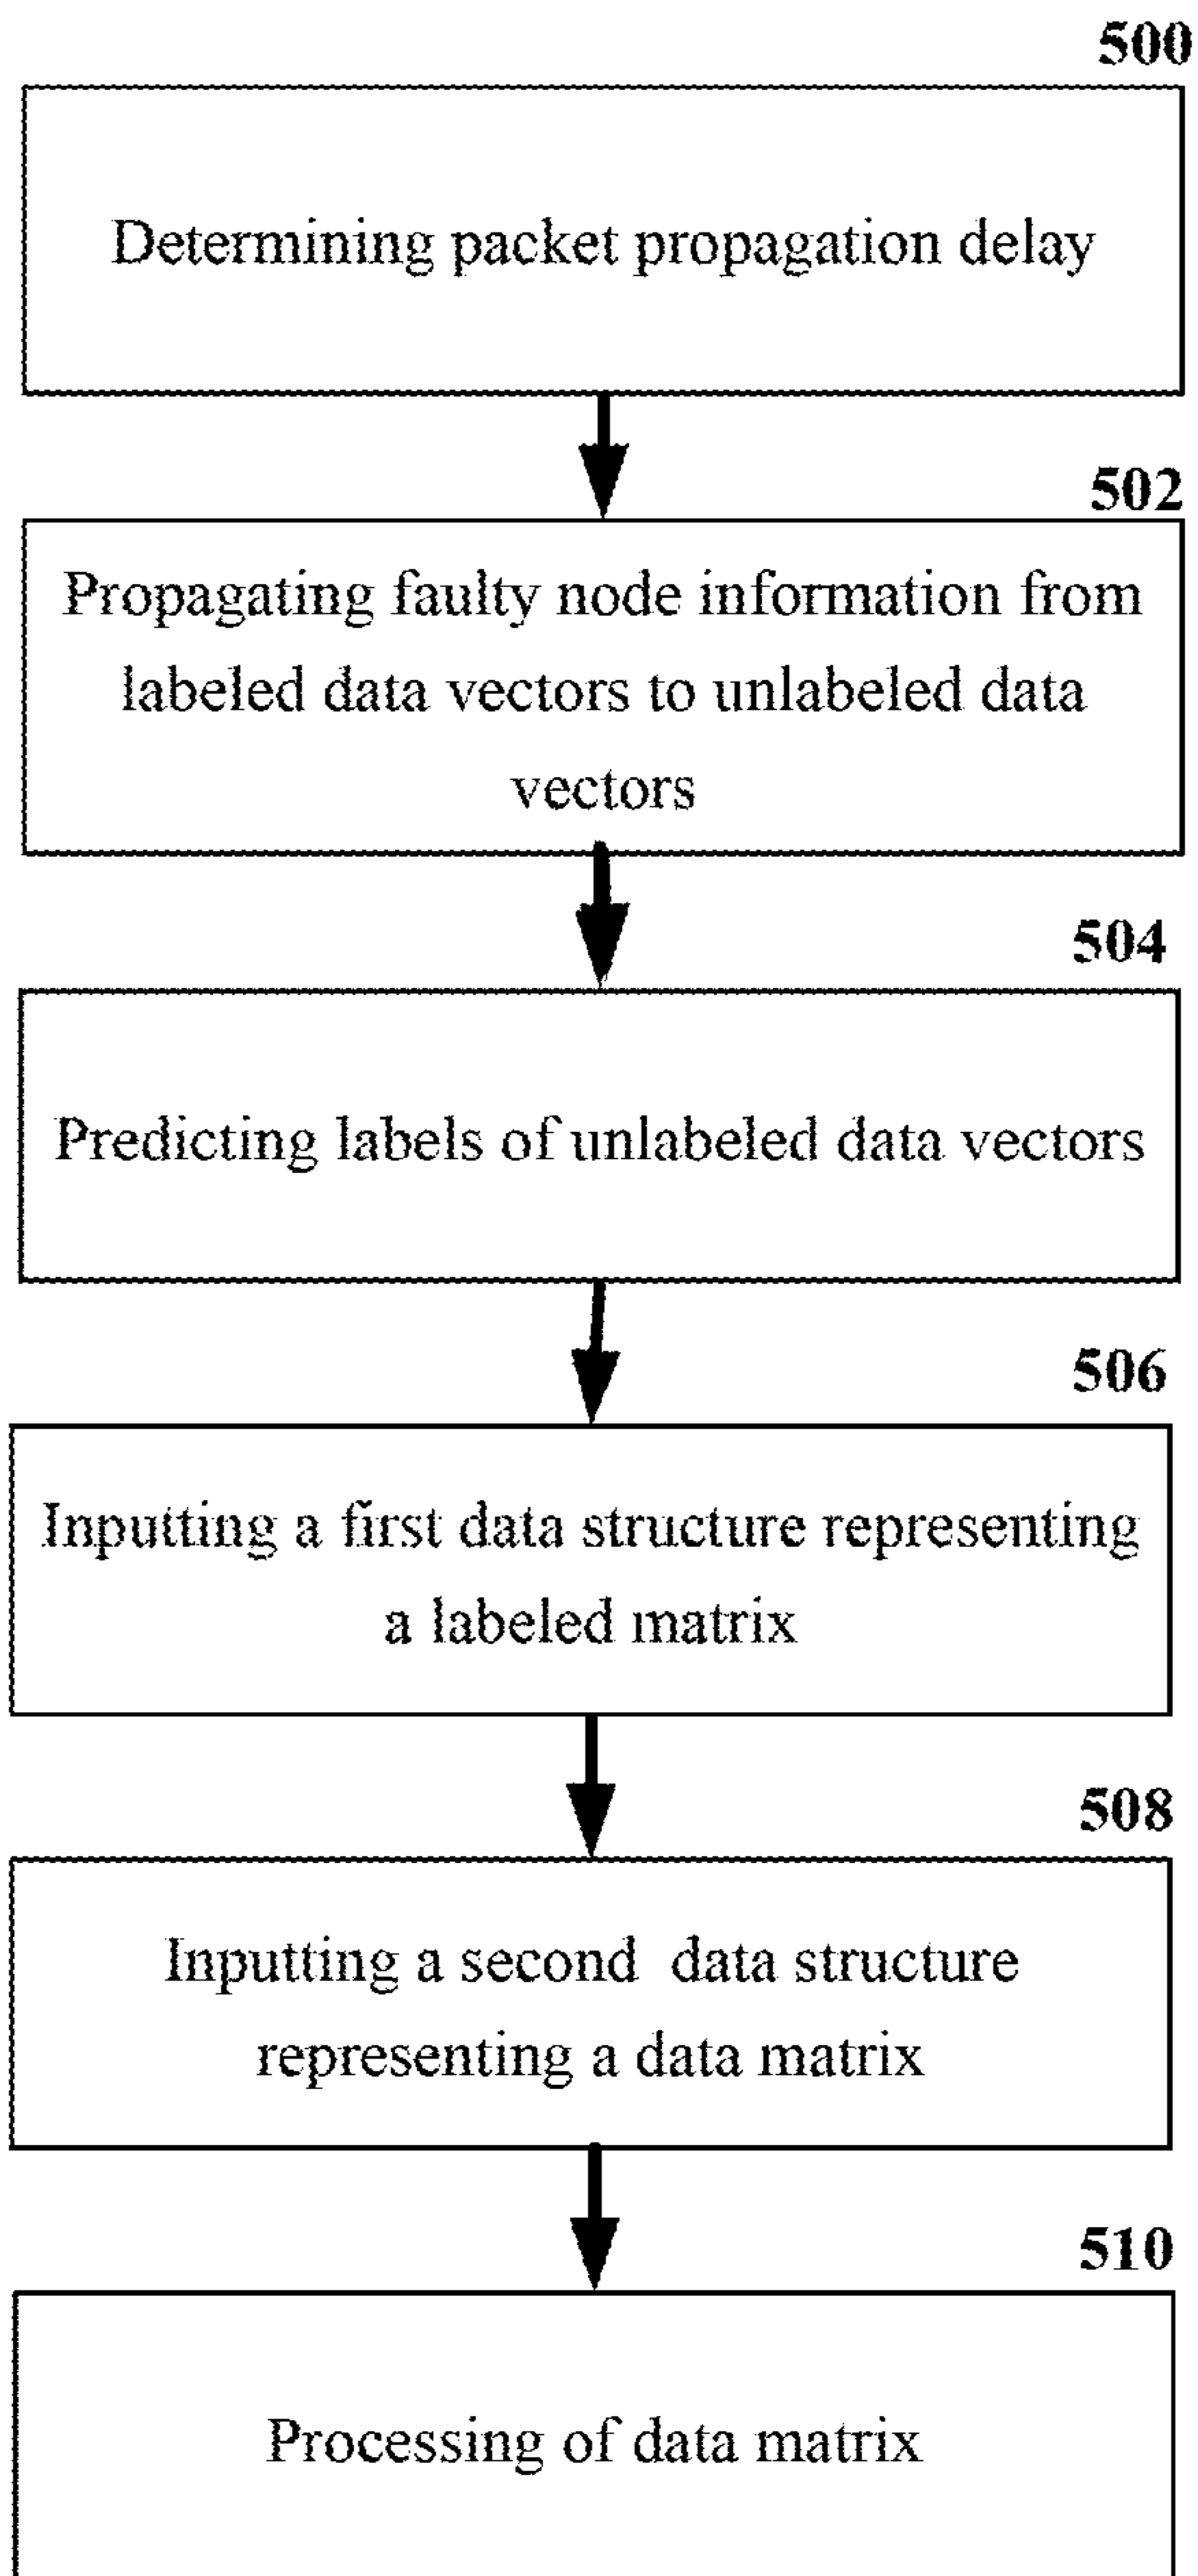 500
Determining packet propagation delay
502
Propagating faulty node information from
labeled data vectors to unlabeled data
vectors
504
Predicting labels of unlabeled data vectors
506
Inputting a first data structure representing
a labeled matrix
508
Inputting a second data structure
representing a data matrix
510
Processing of data matrix